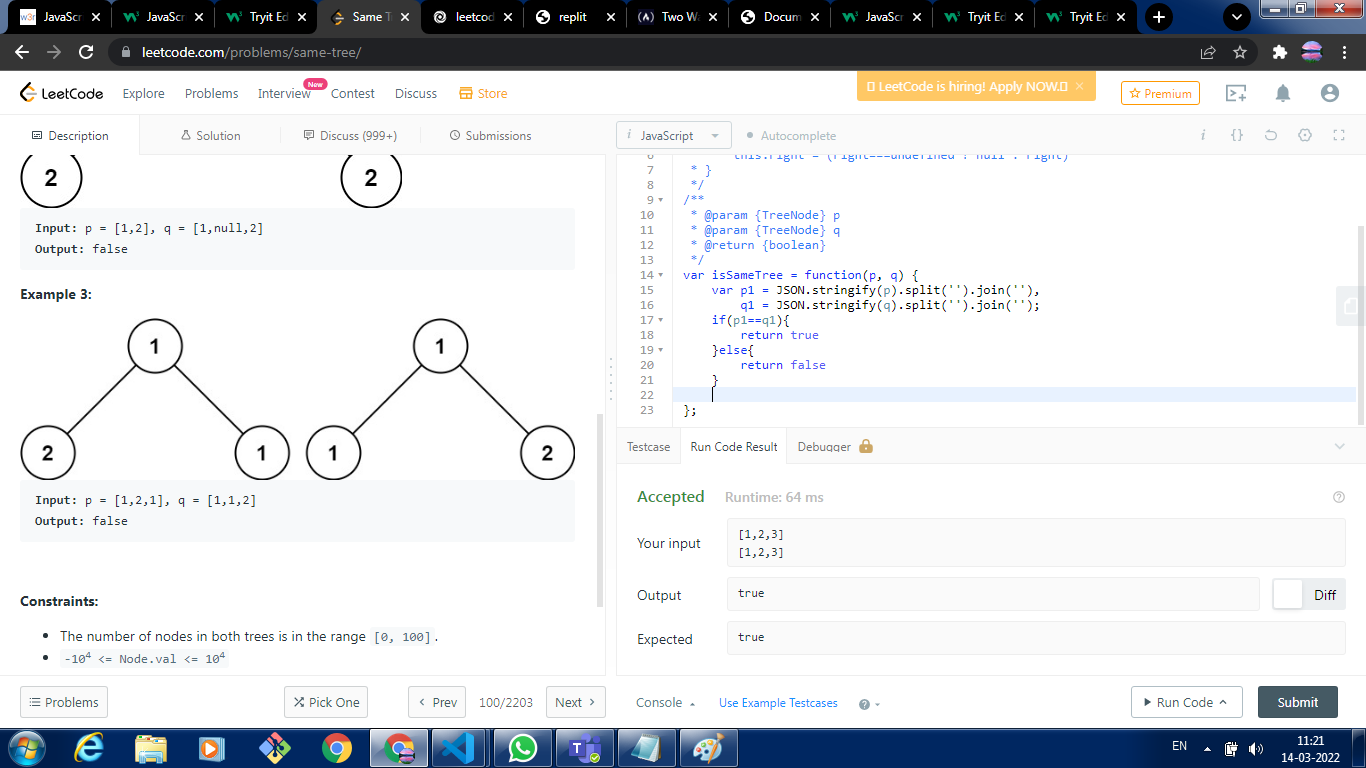 JavaScr
JavaScr
Tryit Ed
Same T
leetcod
replit
Two W
Docum
JavaScr
Tryit Ed
Tryit Ed
leetcode.com/problems/same-tree/
LeetCode
Explore
Problems
Interview
New
Contest
Discuss
Store
LeetCode is hiring! Apply NOW.
Premium
Description
Solution
Discuss (999+)
Submissions
i JavaScript
Autocomplete
2
2
Input: p = [1,2], q = [1,null,2]
Output: false
Example 3:
1
1
2
1
1
2
Input: p = [1,2,1], q = [1,1,2]
Output: false
Constraints:
• The number of nodes in both trees is in the range [0, 100].
• -10⁴ <= Node.val <= 10⁴
6 this.right = (right===undefined ? null : right)
7 * }
8 */
9 /**
10 * @param {TreeNode} p
11 * @param {TreeNode} q
12 * @return {boolean}
13 */
14 var isSameTree = function(p, q) {
15 var p1 = JSON.stringify(p).split('').join(''),
16 q1 = JSON.stringify(q).split('').join('');
17 if(p1==q1){
18 return true
19 }else{
20 return false
21 }
22
23 };
Testcase
Run Code Result
Debugger
Accepted
Runtime: 64 ms
Your input
[1,2,3]
[1,2,3]
Output
true
Diff
Expected
true
Problems
Pick One
Prev
100/2203
Next
Console
Use Example Testcases
Run Code
Submit
EN
11:21
14-03-2022